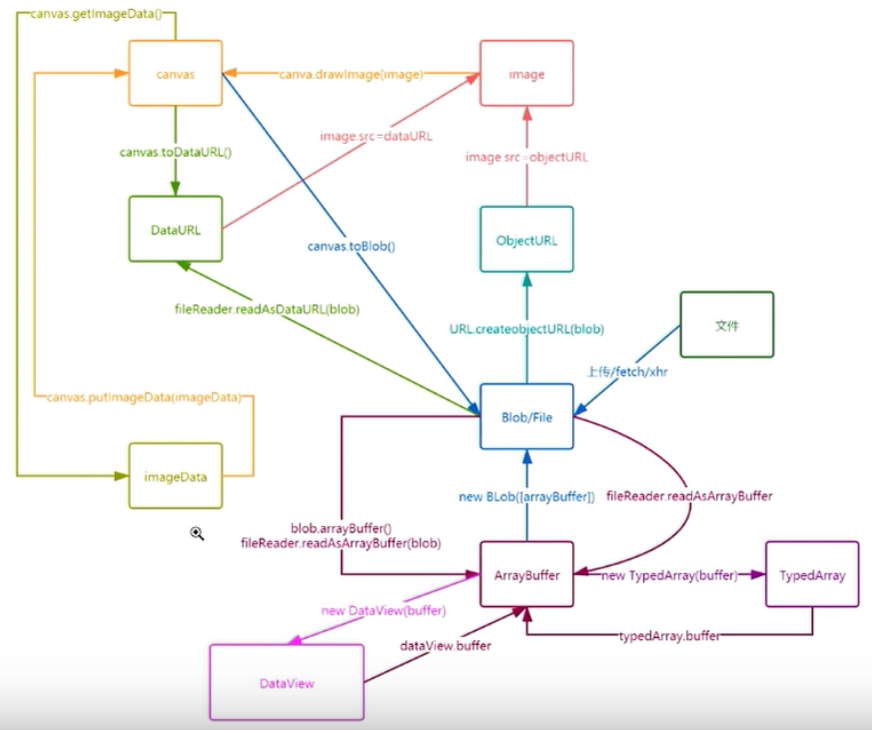 canvas.getImageData()
canvas
canva.drawImage(image)
image
image.src=dataURL
canvas.toDataURL()
image.src=objectURL
DataURL
canvas.toBlob()
ObjectURL
fileReader.readAsDataURL(blob)
URL.createobjectURL(blob)
文件
上传/fetch/xhr
canvas.putImageData(imageData)
Blob/File
imageData
new BLob([arrayBuffer])
fileReader.readAsArrayBuffer
blob.arrayBuffer()
fileReader.readAsArrayBuffer(blob)
ArrayBuffer
new TypedArray(buffer)
TypedArray
new DataView(buffer)
typedArray.buffer
dataView.buffer
DataView